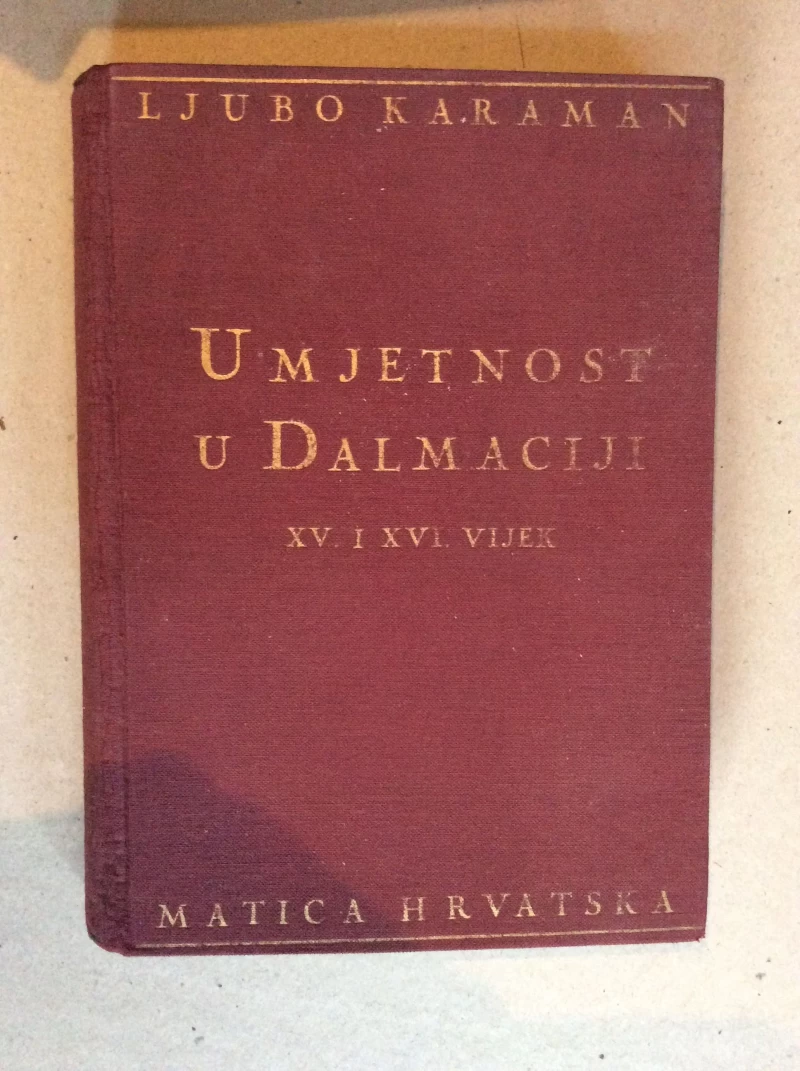 LJUBO KARAMAN
UMJETNOST
U DALMACIJI
XV. I XVI. VIJEK
MATICA HRVATSKA